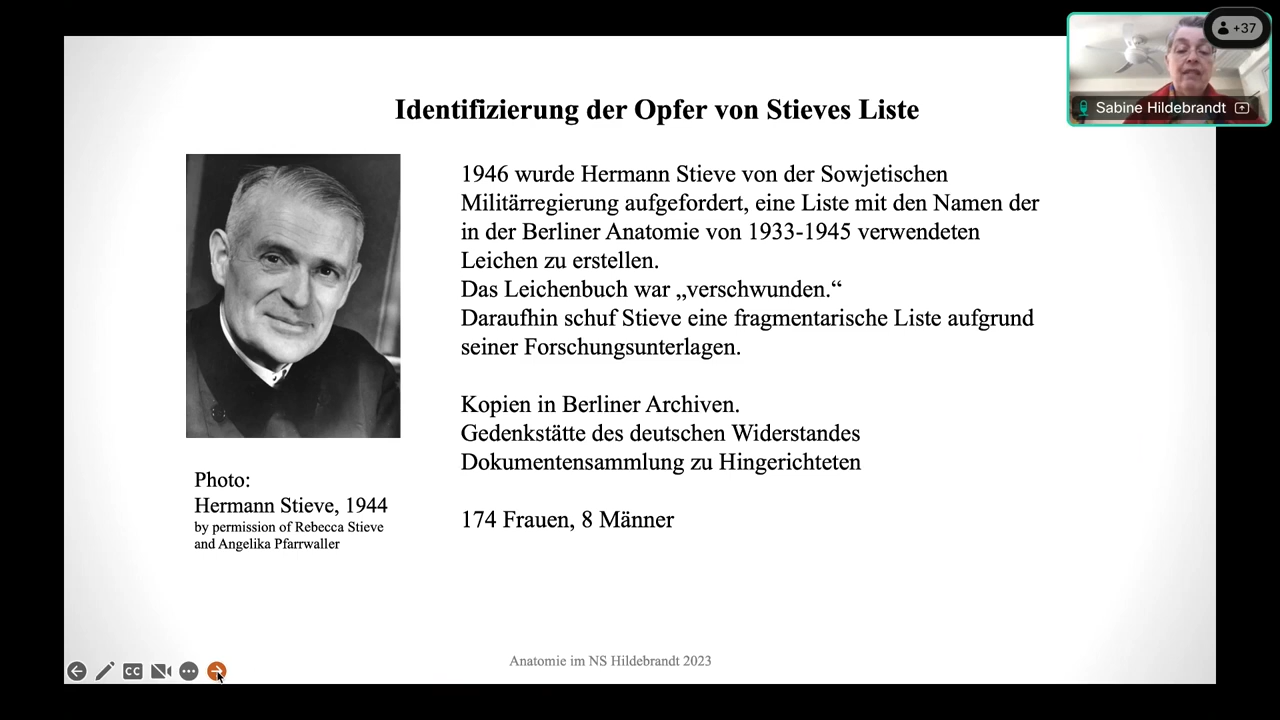 +37
Sabine Hildebrandt
Identifizierung der Opfer von Stieves Liste
1946 wurde Hermann Stieve von der Sowjetischen
Militärregierung aufgefordert, eine Liste mit den Namen der
in der Berliner Anatomie von 1933-1945 verwendeten
Leichen zu erstellen.
Das Leichenbuch war „verschwunden.“
Daraufhin schuf Stieve eine fragmentarische Liste aufgrund
seiner Forschungsunterlagen.
Kopien in Berliner Archiven.
Gedenkstätte des deutschen Widerstandes
Dokumentensammlung zu Hingerichteten
174 Frauen, 8 Männer
Photo:
Hermann Stieve, 1944
by permission of Rebecca Stieve
and Angelika Pfarrwaller
Anatomie im NS Hildebrandt 2023
CC